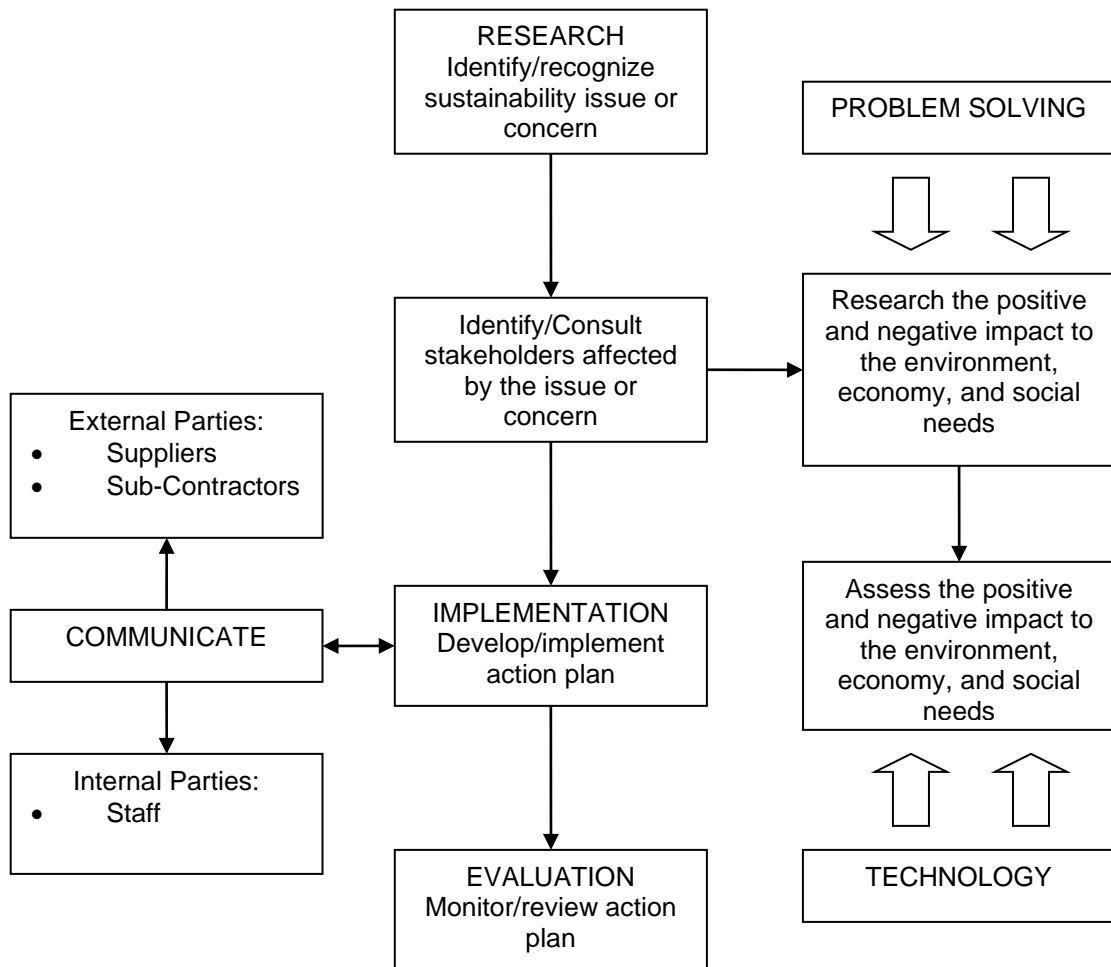 RESEARCH
Identify/recognize
sustainability issue or
concern
PROBLEM SOLVING
Identify/Consult
stakeholders affected
by the issue or
concern
Research the positive
and negative impact to
the environment,
economy, and social
needs
External Parties:
• Suppliers
• Sub-Contractors
COMMUNICATE
IMPLEMENTATION
Develop/implement
action plan
Assess the positive
and negative impact to
the environment,
economy, and social
needs
Internal Parties:
• Staff
EVALUATION
Monitor/review action
plan
TECHNOLOGY